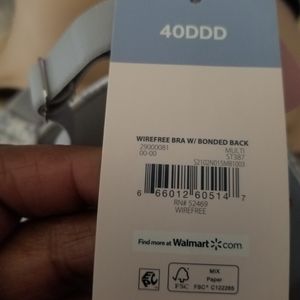 40DDD
WIREFREE BRA W/ BONDED BACK
29000081 MULTI
00-00 ST387
6 66012 60514 7
RN# 52469
WIREFREE
Find more at Walmart.com
FSC
MIX
Paper
FSC® C122285